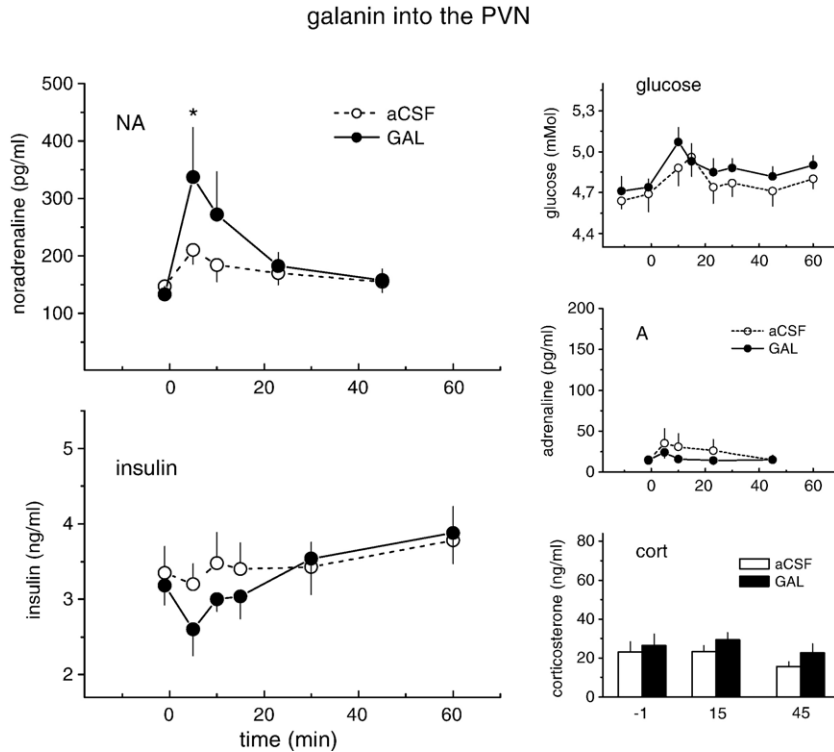 galanin into the PVN
noradrenaline (pg/ml)
500
400
300
200
100
NA
*
aCSF
GAL
0
20
40
60
insulin (ng/ml)
5
4
3
2
insulin
0
20
40
60
time (min)
glucose (mMol)
5,3
5,0
4,7
4,4
glucose
0
20
40
60
adrenaline (pg/ml)
200
150
100
50
0
A
aCSF
GAL
0
20
40
60
corticosterone (ng/ml)
80
60
40
20
0
cort
aCSF
GAL
-1
15
45